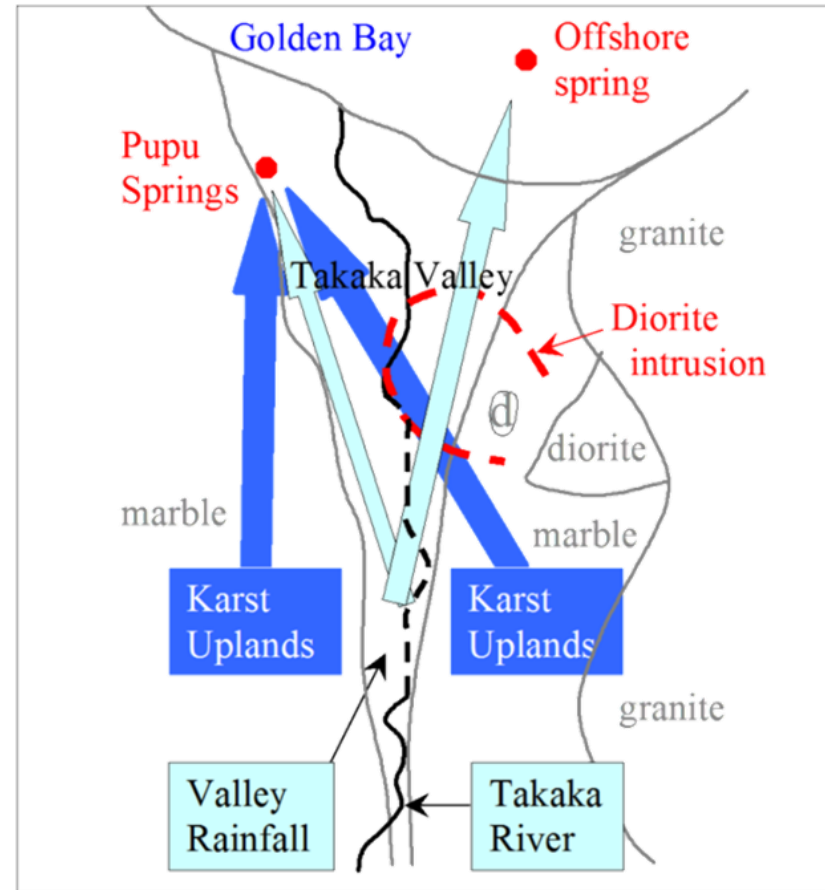 Golden Bay
Offshore
spring
Pupu
Springs
granite
Takaka Valley
Diorite
intrusion
d
diorite
marble
marble
Karst
Uplands
Karst
Uplands
granite
Valley
Rainfall
Takaka
River